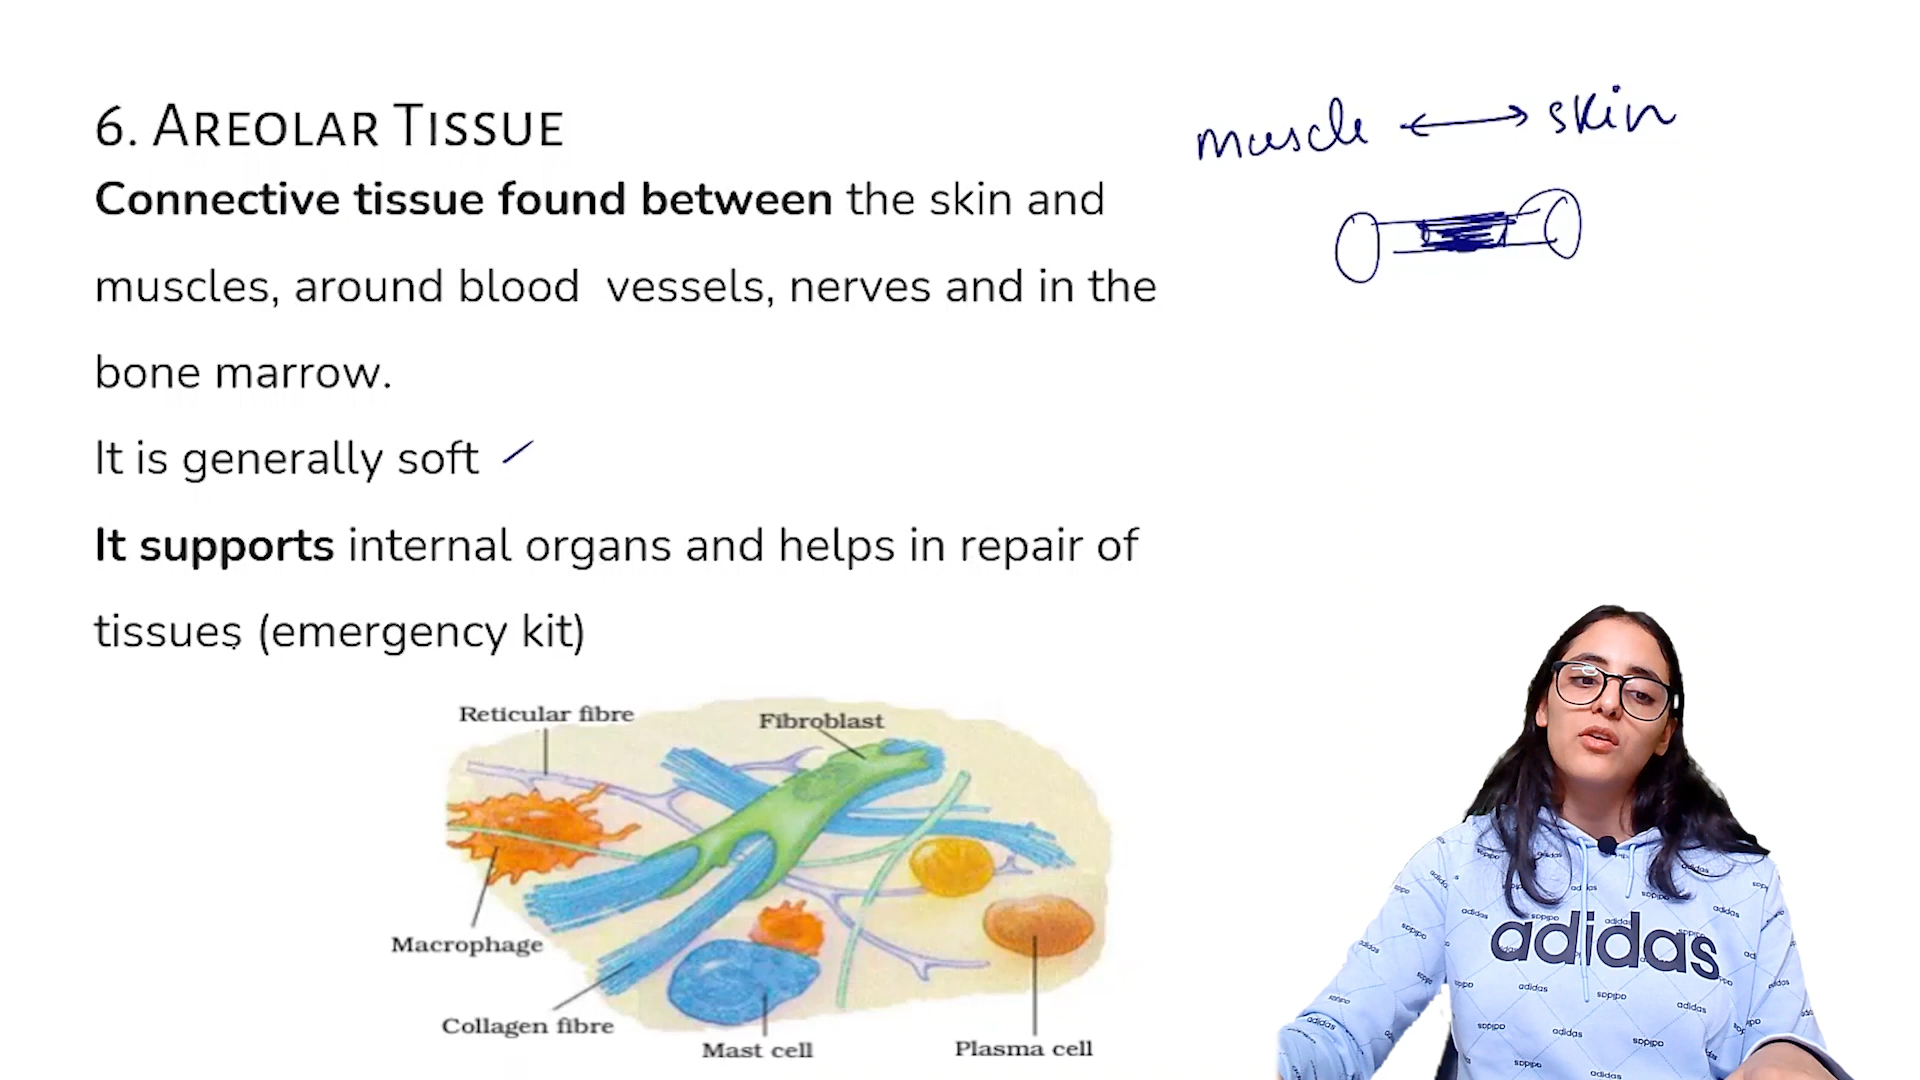 6. AREOLAR TISSUE
Connective tissue found between the skin and
muscles, around blood vessels, nerves and in the
bone marrow.
It is generally soft
It supports internal organs and helps in repair of
tissues (emergency kit)
muscle ⟷ skin
Reticular fibre
Fibroblast
Macrophage
Collagen fibre
Mast cell
Plasma cell
adidas